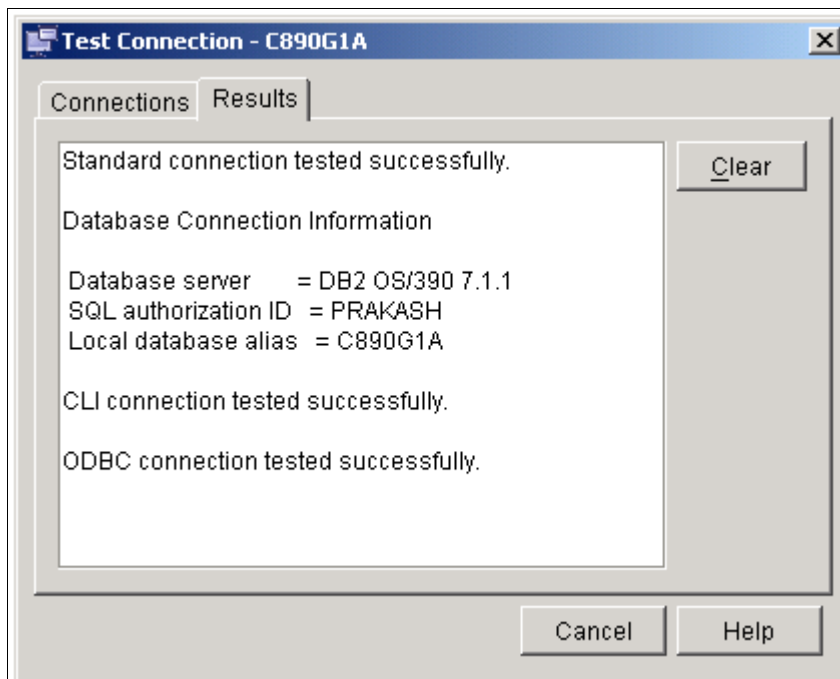 Test Connection - C890G1A
Connections Results
Standard connection tested successfully.
Clear
Database Connection Information
Database server = DB2 OS/390 7.1.1
SQL authorization ID = PRAKASH
Local database alias = C890G1A
CLI connection tested successfully.
ODBC connection tested successfully.
Cancel Help